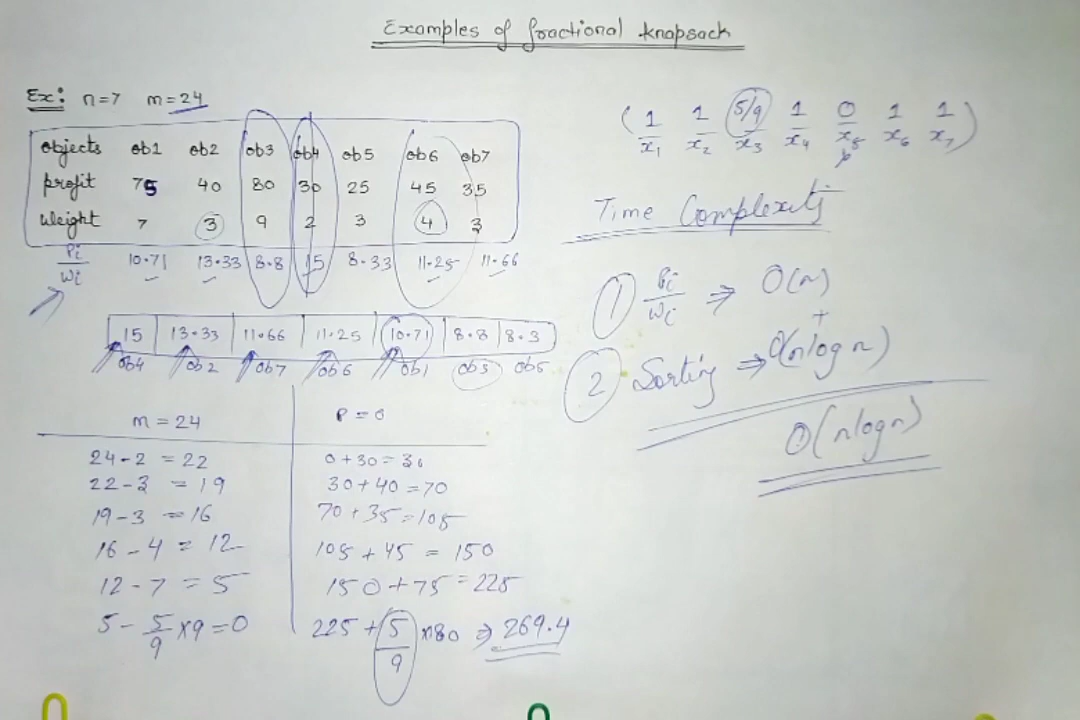 Examples of fractional knapsack
Ex: n=7 m=24
objects ob1 ob2 ob3 ob4 ob5 ob6 ob7
profit 75 40 80 30 25 45 35
Weight 7 3 9 2 3 4 3
Pi/Wi 10.71 13.33 8.8 15 8.33 11.25 11.66
15 13.33 11.66 11.25 10.71 8.8 8.3
ob4 ob2 ob7 ob6 ob1 ob3 ob5
m = 24 P = 0
24-2 = 22 0+30=30
22-3 = 19 30+40=70
19-3 = 16 70+35=105
16-4 = 12 105+45 = 150
12-7 = 5 150+75=225
5 - 5/9 x9=0 225 + 5/9 x80 ⇒ 269.4
(1/x1 1/x2 (5/9)/x3 1/x4 0/x5 1/x6 1/x7)
Time Complexity
1 Pi/Wi ⇒ O(n)
+
2 Sorting ⇒ O(nlogn)
O(nlogn)